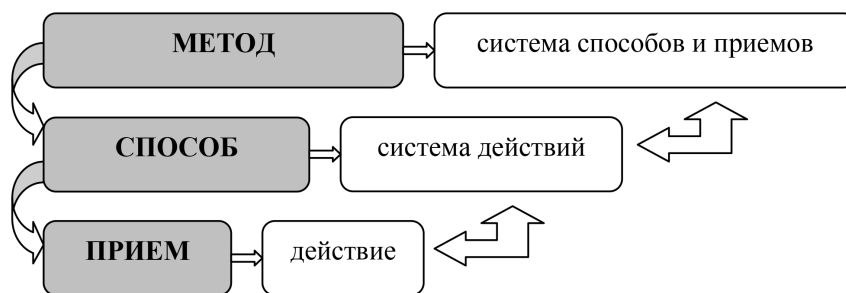 МЕТОД
система способов и приемов
СПОСОБ
система действий
ПРИЕМ
действие